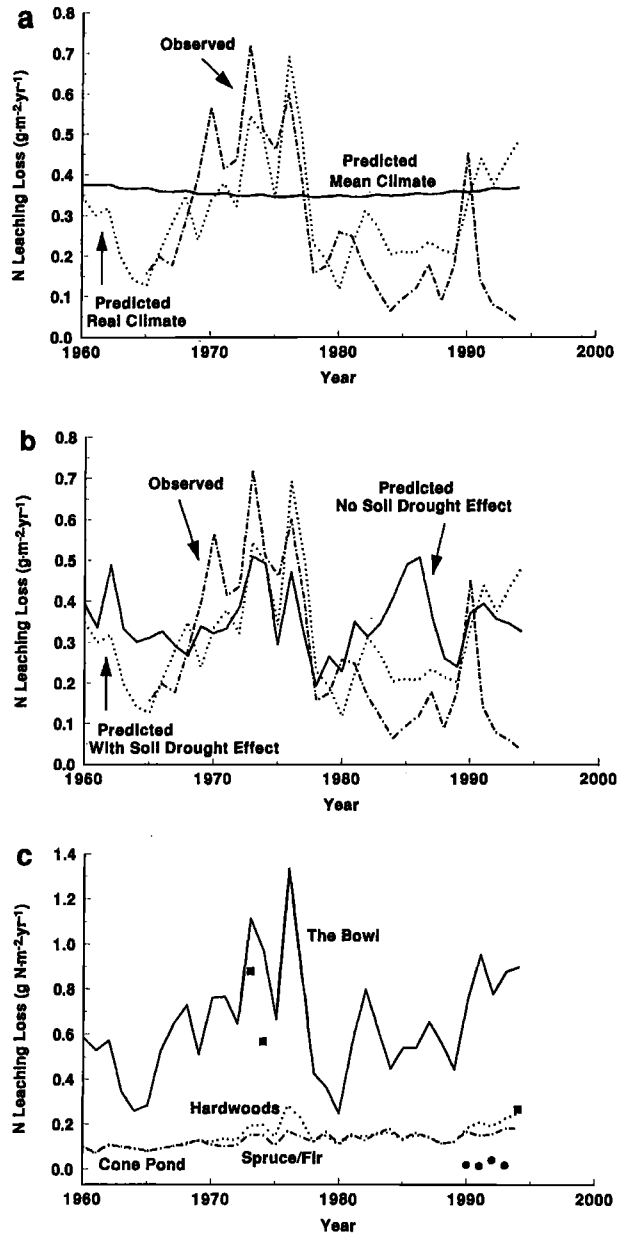 a
N Leaching Loss (g·m⁻²·yr⁻¹)
0.8
0.7
0.6
0.5
0.4
0.3
0.2
0.1
0.0
Observed
Predicted
Mean Climate
Predicted
Real Climate
1960 1970 1980 1990 2000
Year
b
N Leaching Loss (g·m⁻²·yr⁻¹)
0.8
0.7
0.6
0.5
0.4
0.3
0.2
0.1
0.0
Observed
Predicted
No Soil Drought Effect
Predicted
With Soil Drought Effect
1960 1970 1980 1990 2000
Year
c
N Leaching Loss (g N·m⁻²·yr⁻¹)
1.4
1.2
1.0
0.8
0.6
0.4
0.2
0.0
The Bowl
Hardwoods
Cone Pond
Spruce/Fir
1960 1970 1980 1990 2000
Year